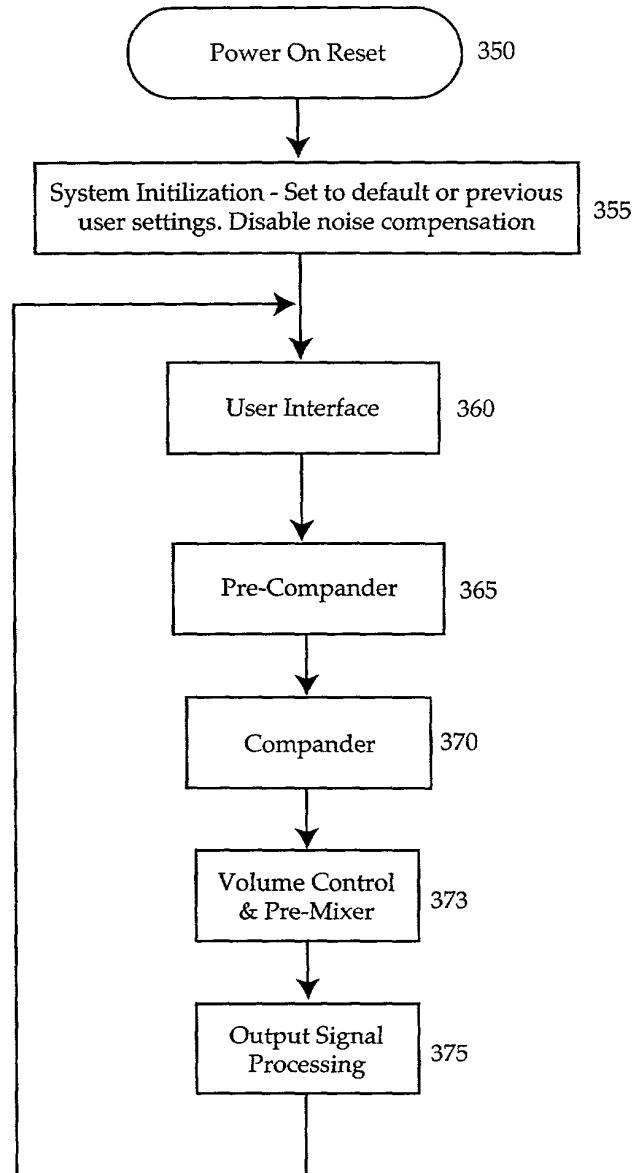 Power On Reset
350
System Initilization - Set to default or previous
user settings. Disable noise compensation
355
User Interface
360
Pre-Compander
365
Compander
370
Volume Control
& Pre-Mixer
373
Output Signal
Processing
375